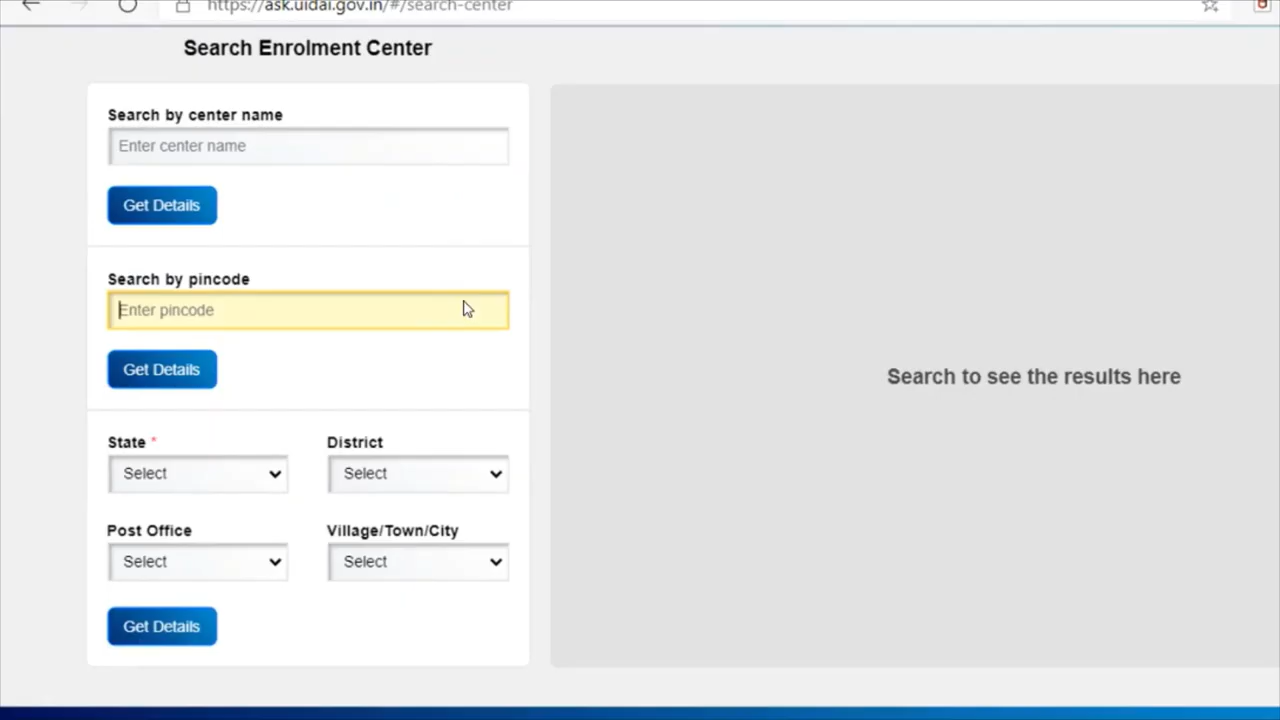 https://ask.uidai.gov.in/#/search-center
Search Enrolment Center
Search by center name
Enter center name
Get Details
Search by pincode
Enter pincode
Get Details
Search to see the results here
State * District
Select Select
Post Office Village/Town/City
Select Select
Get Details